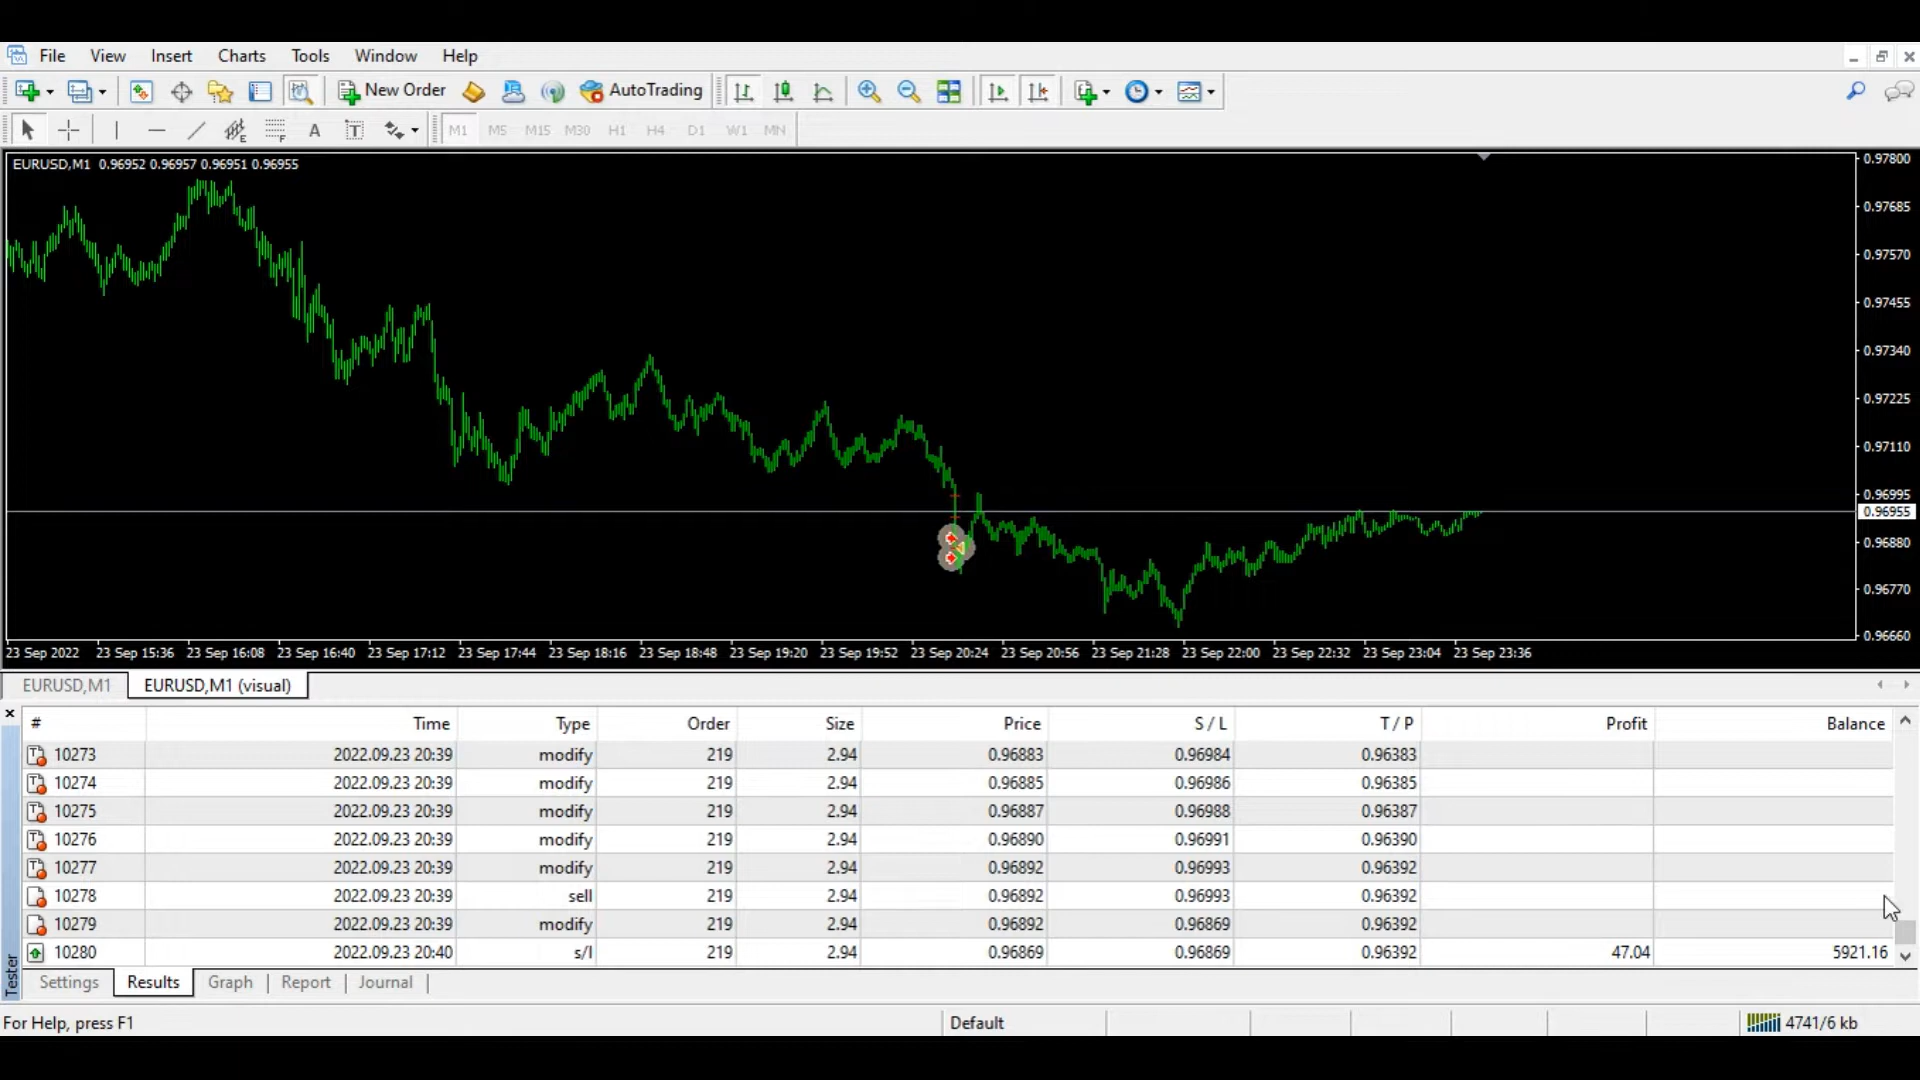 File View Insert Charts Tools Window Help
New Order AutoTrading
A T E F M1 M5 M15 M30 H1 H4 D1 W1 MN
EURUSD,M1 0.96952 0.96957 0.96951 0.96955
0.97800
0.97685
0.97570
0.97455
0.97340
0.97225
0.97110
0.96995
0.96955
0.96880
0.96770
0.96660
23 Sep 2022 23 Sep 15:36 23 Sep 16:08 23 Sep 16:40 23 Sep 17:12 23 Sep 17:44 23 Sep 18:16 23 Sep 18:48 23 Sep 19:20 23 Sep 19:52 23 Sep 20:24 23 Sep 20:56 23 Sep 21:28 23 Sep 22:00 23 Sep 22:32 23 Sep 23:04 23 Sep 23:36
EURUSD,M1 EURUSD,M1 (visual)
# Time Type Order Size Price S / L T / P Profit Balance
10273 2022.09.23 20:39 modify 219 2.94 0.96883 0.96984 0.96383
10274 2022.09.23 20:39 modify 219 2.94 0.96885 0.96986 0.96385
10275 2022.09.23 20:39 modify 219 2.94 0.96887 0.96988 0.96387
10276 2022.09.23 20:39 modify 219 2.94 0.96890 0.96991 0.96390
10277 2022.09.23 20:39 modify 219 2.94 0.96892 0.96993 0.96392
10278 2022.09.23 20:39 sell 219 2.94 0.96892 0.96993 0.96392
10279 2022.09.23 20:39 modify 219 2.94 0.96892 0.96869 0.96392
10280 2022.09.23 20:40 s/l 219 2.94 0.96869 0.96869 0.96392 47.04 5921.16
Tester
Settings Results Graph Report Journal
For Help, press F1 Default 4741/6 kb